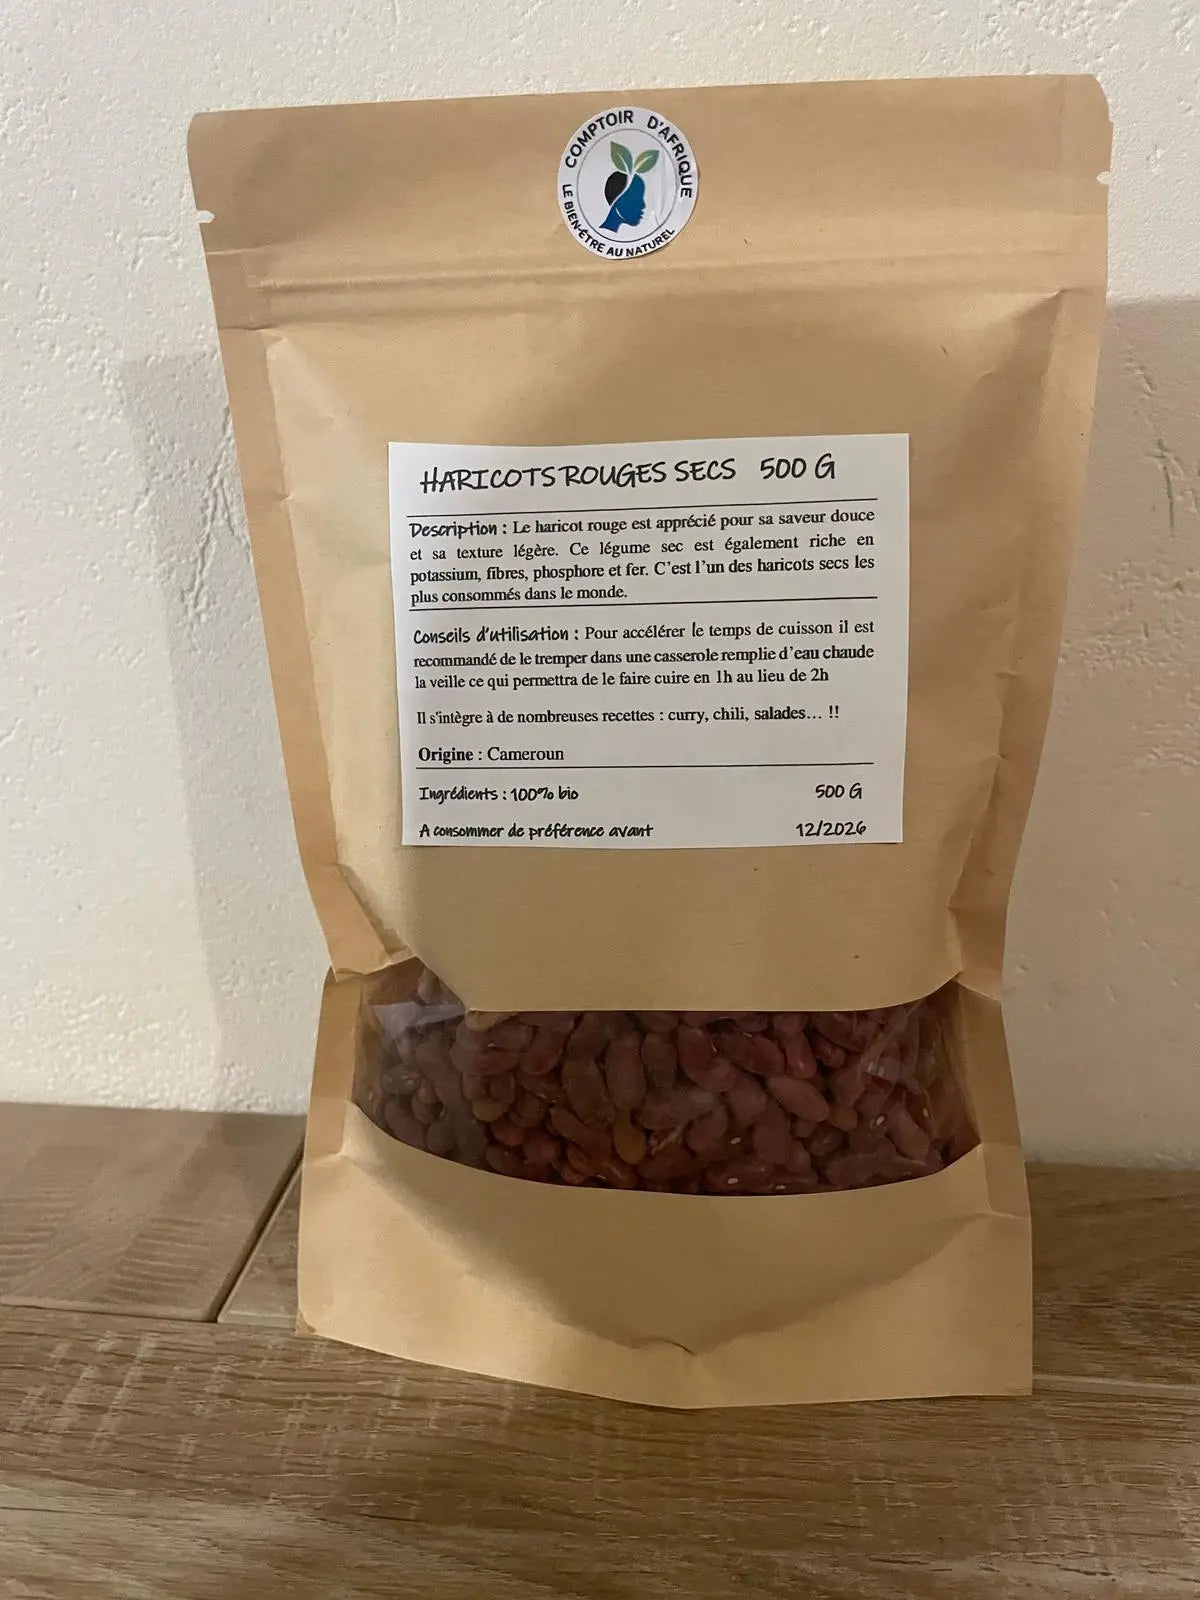 COMPTOIR D'AFRIQUE
LE BIEN-ÊTRE AU NATUREL
HARICOTS ROUGES SECS 500 G
Description : Le haricot rouge est apprécié pour sa saveur douce
et sa texture légère. Ce légume sec est également riche en
potassium, fibres, phosphore et fer. C'est l'un des haricots secs les
plus consommés dans le monde.
Conseils d'utilisation : Pour accélérer le temps de cuisson il est
recommandé de le tremper dans une casserole remplie d'eau chaude
la veille ce qui permettra de le faire cuire en 1h au lieu de 2h
Il s'intègre à de nombreuses recettes : curry, chili, salades… !!
Origine : Cameroun
Ingrédients : 100% bio 500 G
A consommer de préférence avant 12/2026